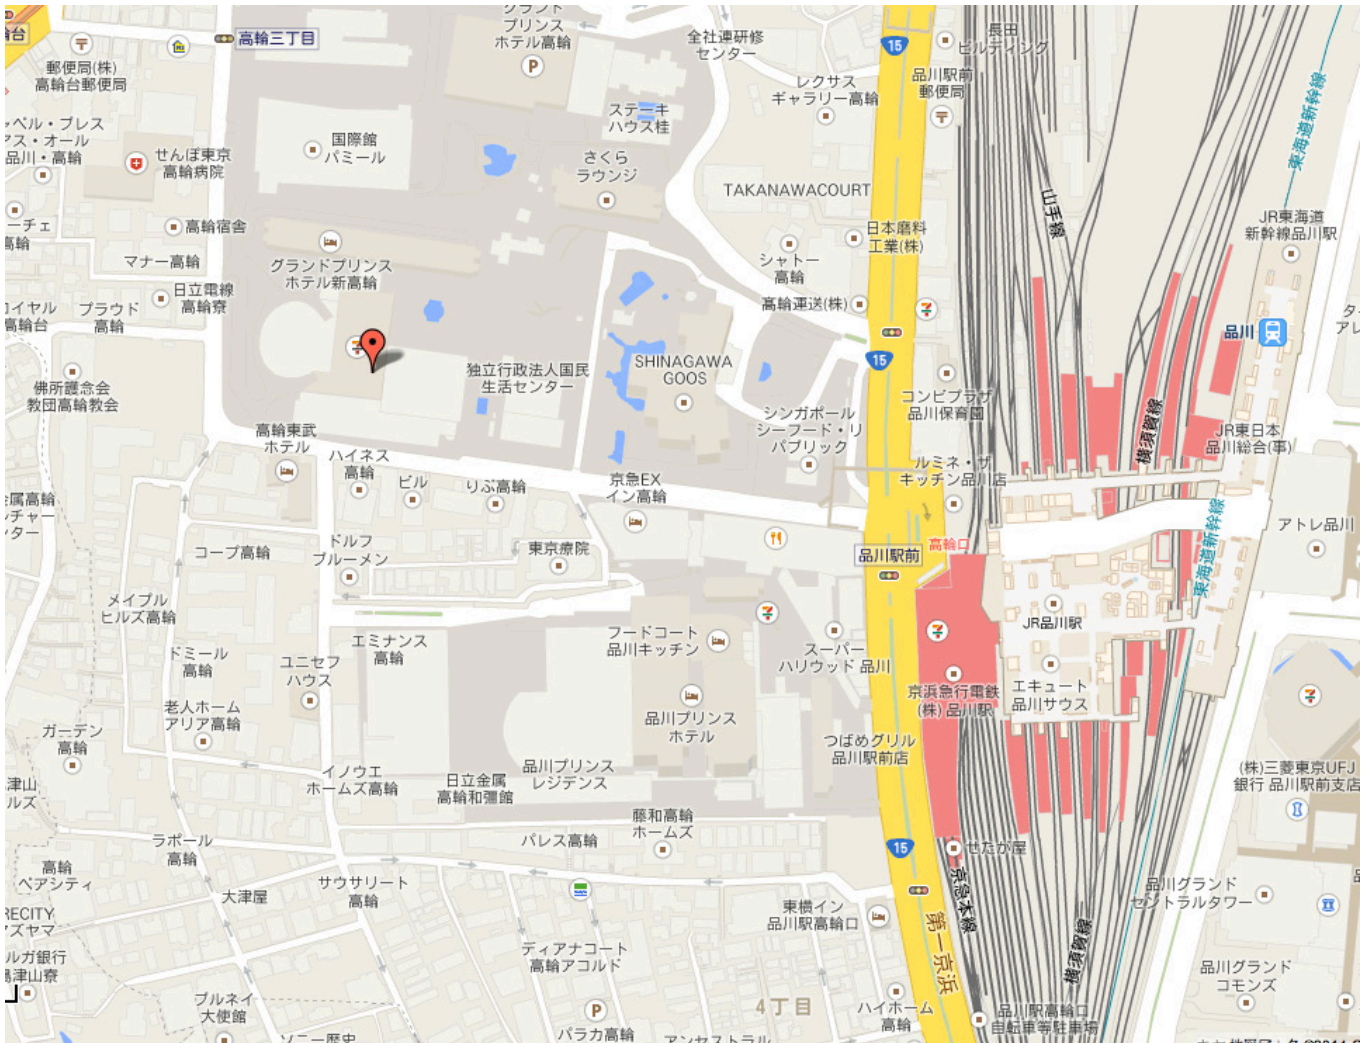 高輪三丁目
グランド
プリンス
ホテル高輪
全社連研修
センター
15
長田
ビルディング
郵便局(株)
高輪台郵便局
レクサス
ギャラリー高輪
品川駅前
郵便局
ステーキ
ハウス桂
国際館
パミール
せんぽ東京
高輪病院
さくら
ラウンジ
TAKANAWACOURT
山手線
東海道新幹線
JR東海道
新幹線品川駅
高輪宿舎
日本磨料
工業(株)
マナー高輪
グランドプリンス
ホテル新高輪
シャトー
高輪
日立電線
高輪寮
プラウド
高輪
高輪運送(株)
品川
15
独立行政法人国民
生活センター
SHINAGAWA
GOOS
佛所護念会
教団高輪教会
コンビプラザ
品川保育園
シンガポール
シーフード・リ
パブリック
横須賀線
JR東日本
品川総合(事)
高輪東武
ホテル
ハイネス
高輪
ビル
りぶ高輪
京急EX
イン高輪
ルミネ・ザ
キッチン品川店
アトレ品川
コープ高輪
ドルフ
ブルーメン
東京療院
品川駅前
高輪口
東海道新幹線
メイプル
ヒルズ高輪
JR品川駅
エミナンス
高輪
フードコート
品川キッチン
スーパー
ハリウッド 品川
ドミール
高輪
ユニセフ
ハウス
京浜急行電鉄
(株) 品川駅
エキュート
品川サウス
老人ホーム
アリア高輪
品川プリンス
ホテル
ガーデン
高輪
つばめグリル
品川駅前店
イノウエ
ホームズ高輪
日立金属
高輪和彊館
品川プリンス
レジデンス
(株)三菱東京UFJ
銀行 品川駅前支店
藤和高輪
ホームズ
ラポール
高輪
パレス高輪
15
せたが屋
高輪
ペアシティ
大津屋
サウサリート
高輪
京急本線
品川グランド
セントラルタワー
東横イン
品川駅高輪口
第一京浜
横須賀線
ディアナコート
高輪アコルド
品川グランド
コモンズ
ブルネイ
大使館
4丁目
ハイホーム
高輪
品川駅高輪口
自転車等駐車場
パラカ高輪
ソニー歴史
アンセストラル